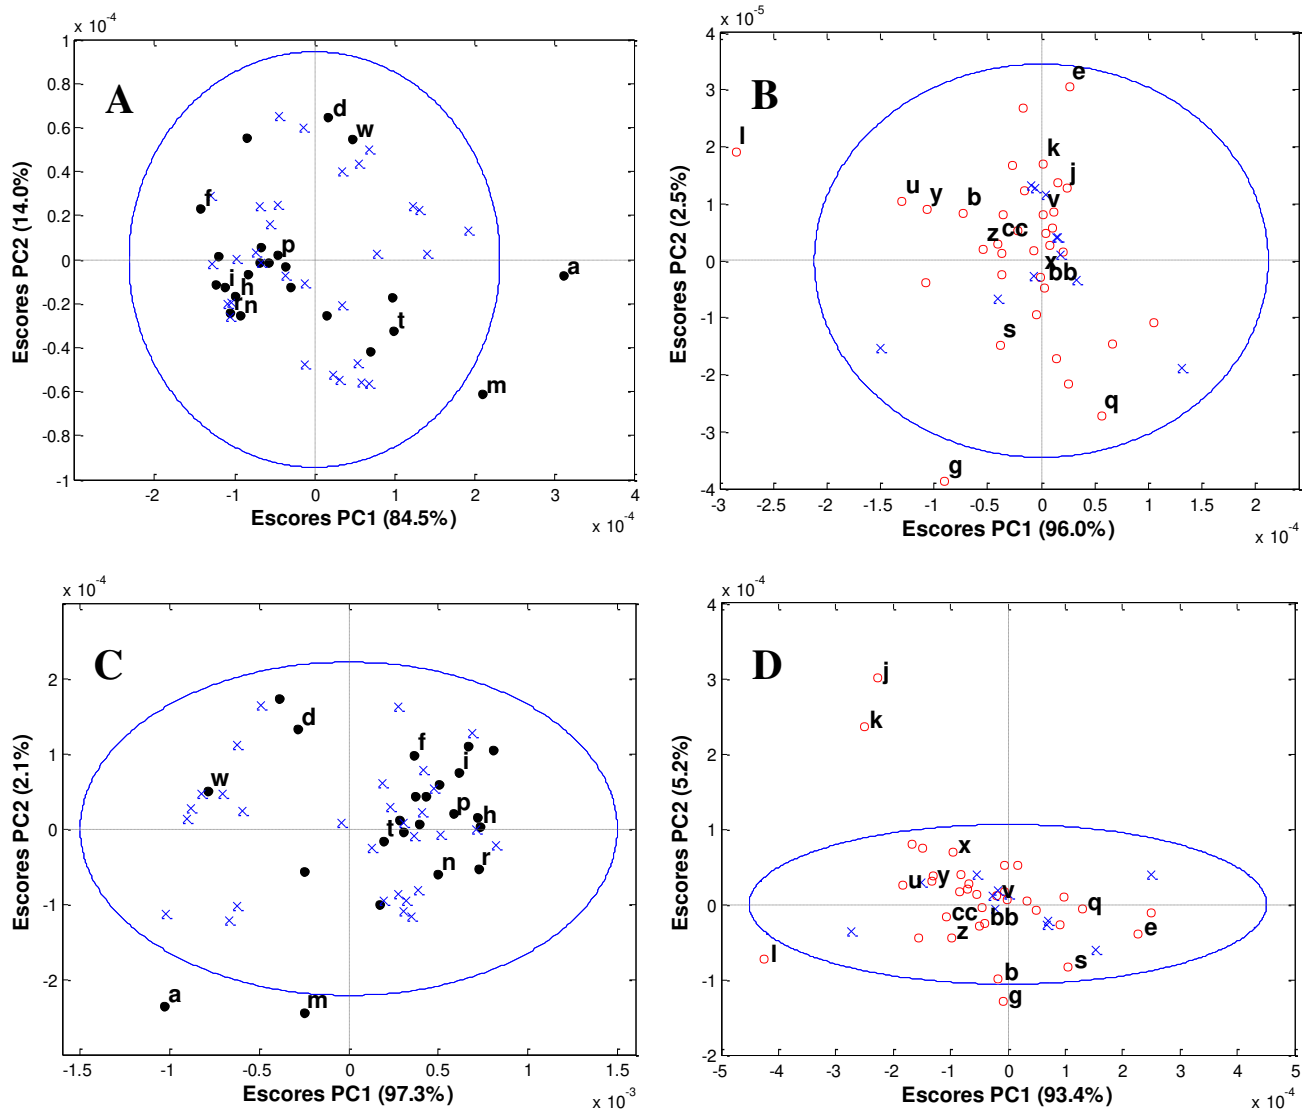 x 10⁻⁴
1
0.8
0.6
0.4
0.2
0
-0.2
-0.4
-0.6
-0.8
-1
-2 -1 0 1 2 3 4
x 10⁻⁴
Escores PC1 (84.5%)
Escores PC2 (14.0%)
A
d
w
f
p
a
i
h
r n
t
m
x 10⁻⁵
4
3
2
1
0
-1
-2
-3
-4
-3 -2.5 -2 -1.5 -1 -0.5 0 0.5 1 1.5 2
x 10⁻⁴
Escores PC1 (96.0%)
Escores PC2 (2.5%)
B
e
l
k
j
u y b v
z cc
x
bb
s
q
g
x 10⁻⁴
2
1
0
-1
-2
-1.5 -1 -0.5 0 0.5 1 1.5
x 10⁻³
Escores PC1 (97.3%)
Escores PC2 (2.1%)
C
d
f
i
w
p h
t
n r
a
m
x 10⁻⁴
4
3
2
1
0
-1
-2
-5 -4 -3 -2 -1 0 1 2 3 4 5
x 10⁻⁴
Escores PC1 (93.4%)
Escores PC2 (5.2%)
D
j
k
x
u y v
cc bb q
z e
l b s
g